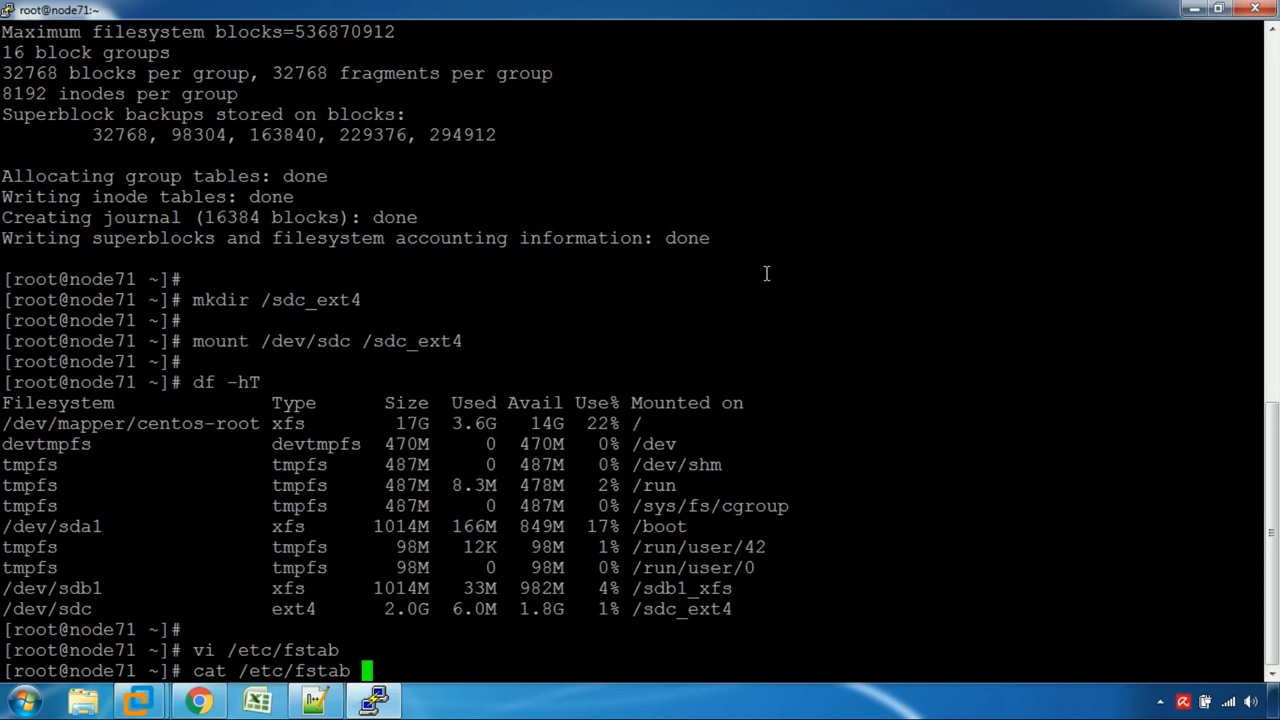 root@node71:~
Maximum filesystem blocks=536870912
16 block groups
32768 blocks per group, 32768 fragments per group
8192 inodes per group
Superblock backups stored on blocks:
        32768, 98304, 163840, 229376, 294912
Allocating group tables: done
Writing inode tables: done
Creating journal (16384 blocks): done
Writing superblocks and filesystem accounting information: done
[root@node71 ~]#
[root@node71 ~]# mkdir /sdc_ext4
[root@node71 ~]#
[root@node71 ~]# mount /dev/sdc /sdc_ext4
[root@node71 ~]#
[root@node71 ~]# df -hT
Filesystem              Type      Size  Used Avail Use% Mounted on
/dev/mapper/centos-root xfs        17G  3.6G   14G  22% /
devtmpfs                devtmpfs  470M     0  470M   0% /dev
tmpfs                   tmpfs     487M     0  487M   0% /dev/shm
tmpfs                   tmpfs     487M  8.3M  478M   2% /run
tmpfs                   tmpfs     487M     0  487M   0% /sys/fs/cgroup
/dev/sda1               xfs      1014M  166M  849M  17% /boot
tmpfs                   tmpfs      98M   12K   98M   1% /run/user/42
tmpfs                   tmpfs      98M     0   98M   0% /run/user/0
/dev/sdb1               xfs      1014M   33M  982M   4% /sdb1_xfs
/dev/sdc                ext4      2.0G  6.0M  1.8G   1% /sdc_ext4
[root@node71 ~]#
[root@node71 ~]# vi /etc/fstab
[root@node71 ~]# cat /etc/fstab